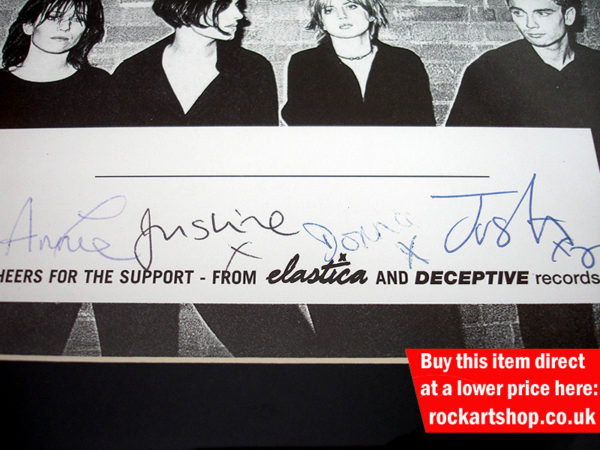 Annie Justine x Donna x Justin x
HEERS FOR THE SUPPORT - FROM elastica AND DECEPTIVE records
Buy this item direct
at a lower price here:
rockartshop.co.uk